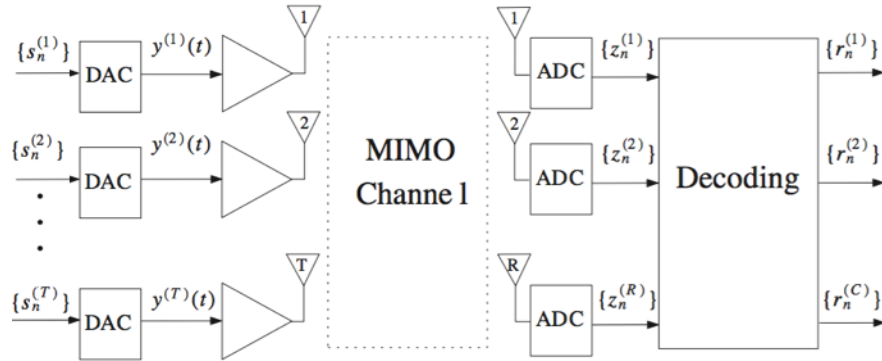 {s_n^(1)} DAC y^(1)(t) 1 1 ADC {z_n^(1)} {r_n^(1)}
{s_n^(2)} DAC y^(2)(t) 2 2 ADC {z_n^(2)} {r_n^(2)}
MIMO
Channe l
Decoding
{s_n^(T)} DAC y^(T)(t) T R ADC {z_n^(R)} {r_n^(C)}